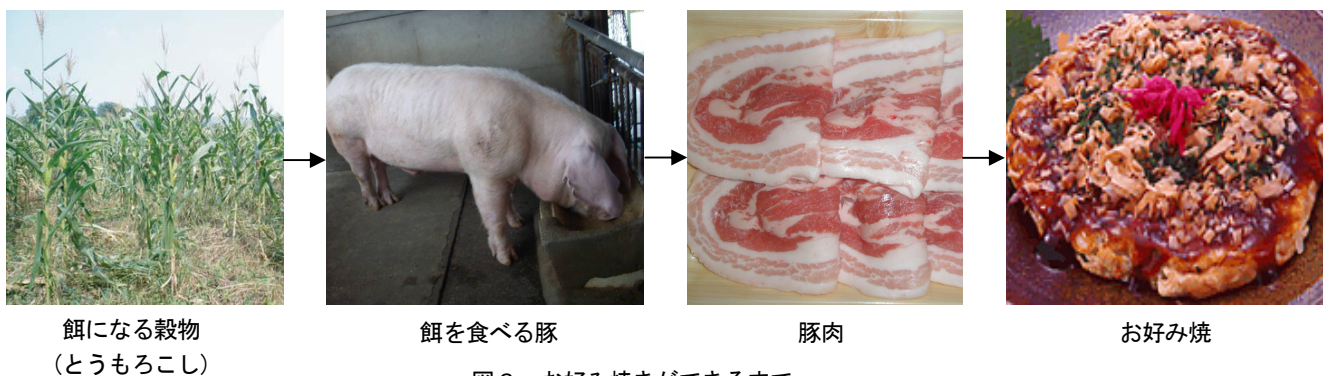 餌になる穀物
（とうもろこし）
餌を食べる豚
豚肉
お好み焼